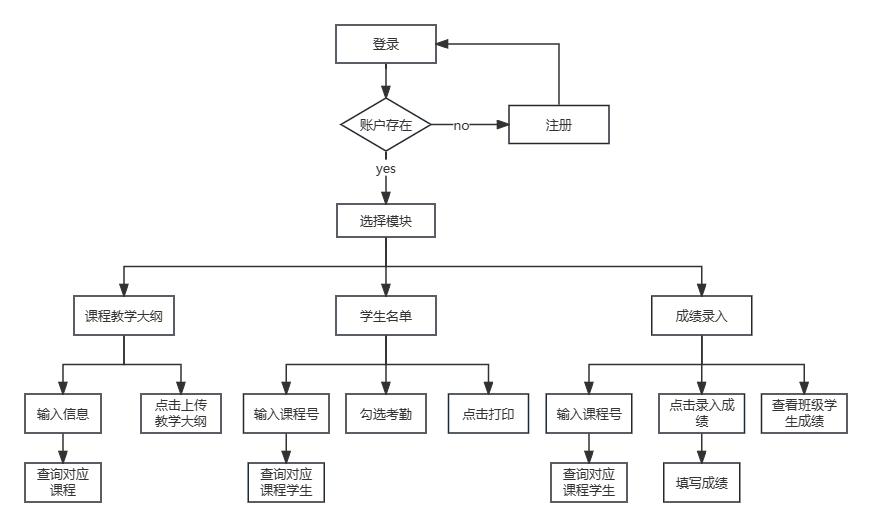 登录
账户存在
no
注册
yes
选择模块
课程教学大纲
学生名单
成绩录入
输入信息
点击上传
教学大纲
输入课程号
勾选考勤
点击打印
输入课程号
点击录入成
绩
查看班级学
生成绩
查询对应
课程
查询对应
课程学生
查询对应
课程学生
填写成绩